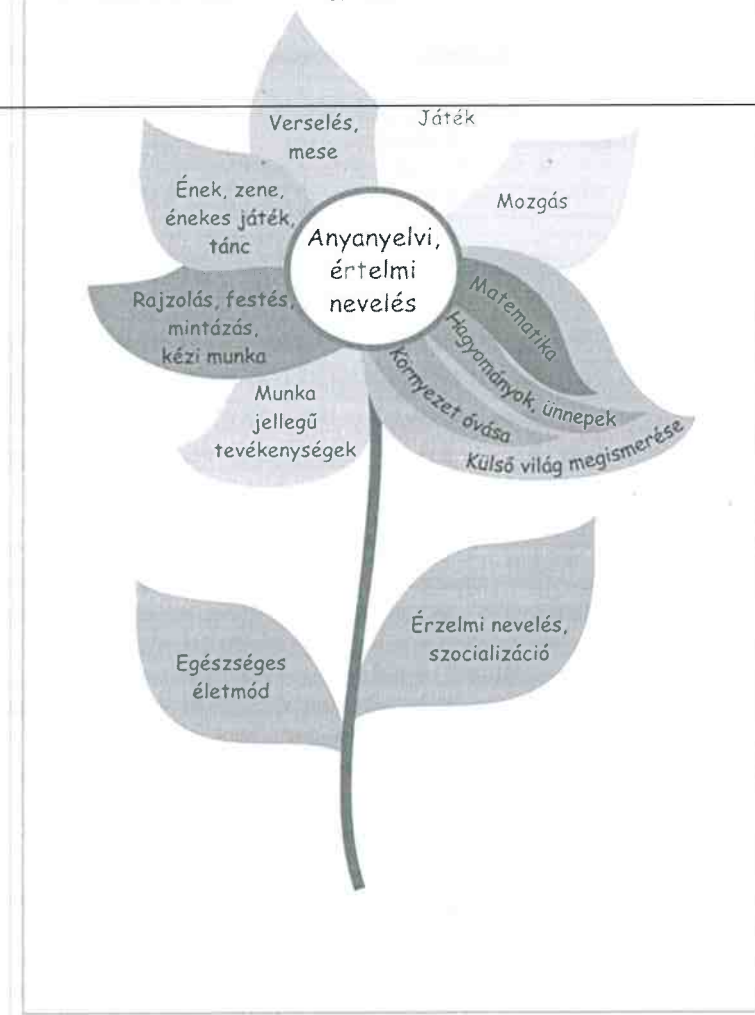 Verselés,
mese
Játék
Ének, zene,
énekes játék,
tánc
Mozgás
Anyanyelvi,
értelmi
nevelés
Rajzolás, festés,
mintázás,
kézi munka
Matematika
Hagyományok, ünnepek
Környezet óvása
Külső világ megismerése
Munka
jellegű
tevékenységek
Érzelmi nevelés,
szocializáció
Egészséges
életmód